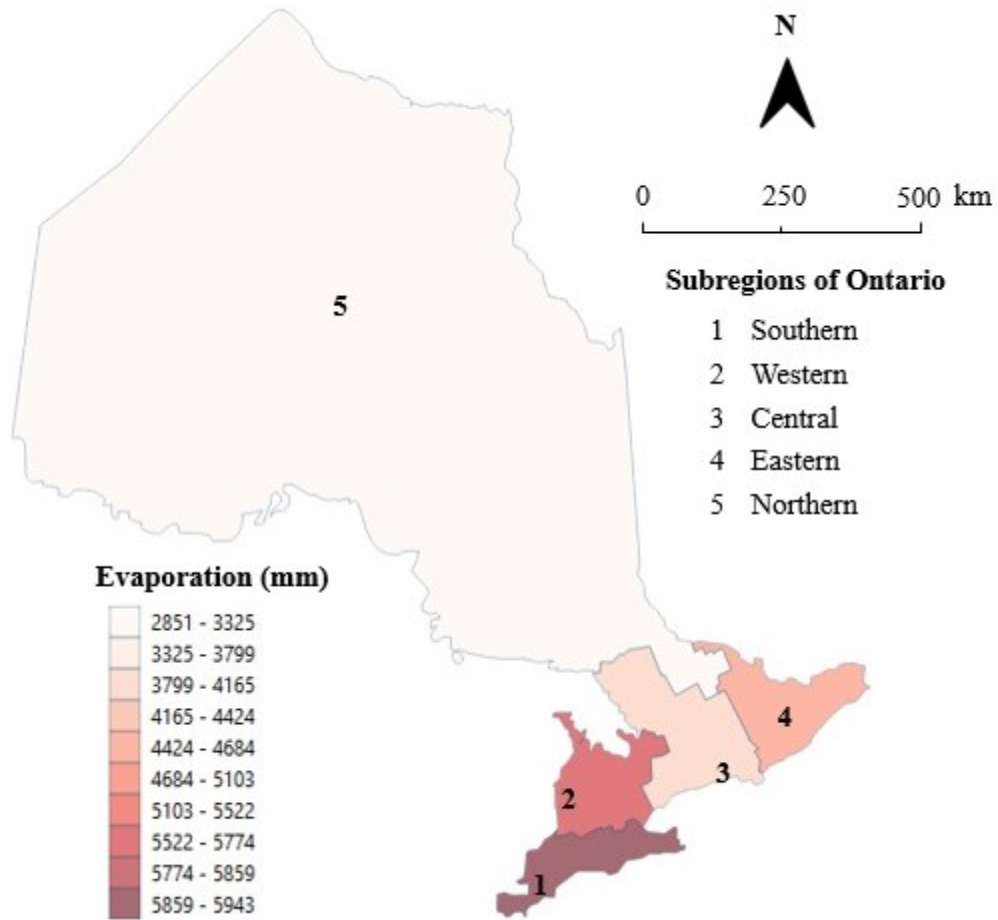 N
0 250 500 km
Subregions of Ontario
1 Southern
2 Western
3 Central
4 Eastern
5 Northern
5
Evaporation (mm)
2851 - 3325
3325 - 3799
3799 - 4165
4165 - 4424
4424 - 4684
4684 - 5103
5103 - 5522
5522 - 5774
5774 - 5859
5859 - 5943
4
3
2
1